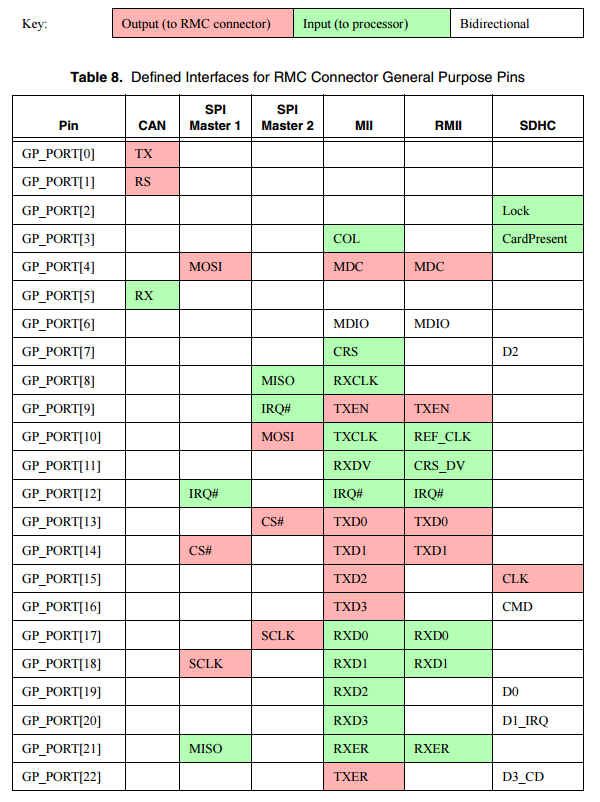 Key: Output (to RMC connector) Input (to processor) Bidirectional
Table 8. Defined Interfaces for RMC Connector General Purpose Pins
Pin CAN SPI Master 1 SPI Master 2 MII RMII SDHC
GP_PORT[0] TX
GP_PORT[1] RS
GP_PORT[2] Lock
GP_PORT[3] COL CardPresent
GP_PORT[4] MOSI MDC MDC
GP_PORT[5] RX
GP_PORT[6] MDIO MDIO
GP_PORT[7] CRS D2
GP_PORT[8] MISO RXCLK
GP_PORT[9] IRQ# TXEN TXEN
GP_PORT[10] MOSI TXCLK REF_CLK
GP_PORT[11] RXDV CRS_DV
GP_PORT[12] IRQ# IRQ# IRQ#
GP_PORT[13] CS# TXD0 TXD0
GP_PORT[14] CS# TXD1 TXD1
GP_PORT[15] TXD2 CLK
GP_PORT[16] TXD3 CMD
GP_PORT[17] SCLK RXD0 RXD0
GP_PORT[18] SCLK RXD1 RXD1
GP_PORT[19] RXD2 D0
GP_PORT[20] RXD3 D1_IRQ
GP_PORT[21] MISO RXER RXER
GP_PORT[22] TXER D3_CD